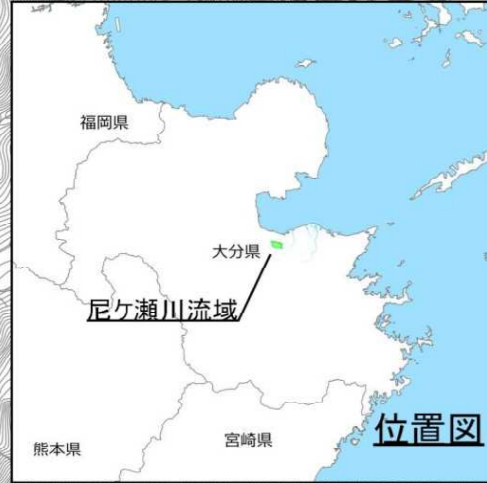 福岡県
大分県
尼ケ瀬川流域
位置図
熊本県
宮崎県